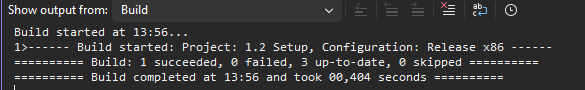 Show output from: Build
Build started at 13:56...
1>------ Build started: Project: 1.2 Setup, Configuration: Release x86 ------
========== Build: 1 succeeded, 0 failed, 3 up-to-date, 0 skipped ==========
========== Build completed at 13:56 and took 00,404 seconds ==========